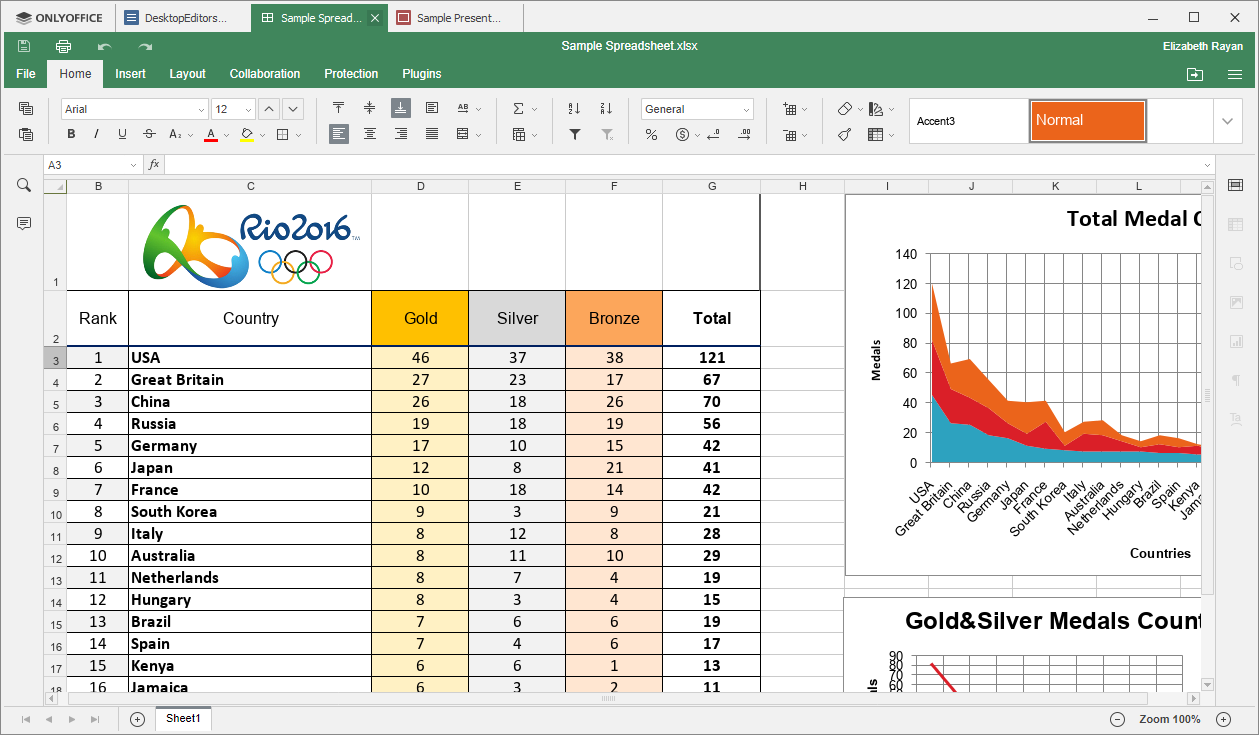 ONLYOFFICE DesktopEditors... Sample Spread... Sample Present...
Sample Spreadsheet.xlsx Elizabeth Rayan
File Home Insert Layout Collaboration Protection Plugins
Arial 12 General Accent3 Normal
A3 fx
B C D E F G H I J K L
1 Rio2016™
2 Rank Country Gold Silver Bronze Total
3 1 USA 46 37 38 121
4 2 Great Britain 27 23 17 67
5 3 China 26 18 26 70
6 4 Russia 19 18 19 56
7 5 Germany 17 10 15 42
8 6 Japan 12 8 21 41
9 7 France 10 18 14 42
10 8 South Korea 9 3 9 21
11 9 Italy 8 12 8 28
12 10 Australia 8 11 10 29
13 11 Netherlands 8 7 4 19
14 12 Hungary 8 3 4 15
15 13 Brazil 7 6 6 19
16 14 Spain 7 4 6 17
17 15 Kenya 6 6 1 13
18 16 Jamaica 6 3 2 11
Total Medal
Medals
140
120
100
80
60
40
20
0
USA
Great Britain
China
Russia
Germany
Japan
France
South Korea
Italy
Australia
Netherlands
Hungary
Brazil
Spain
Kenya
Countries
Gold&Silver Medals Count
90
80
70
60
Sheet1 Zoom 100%